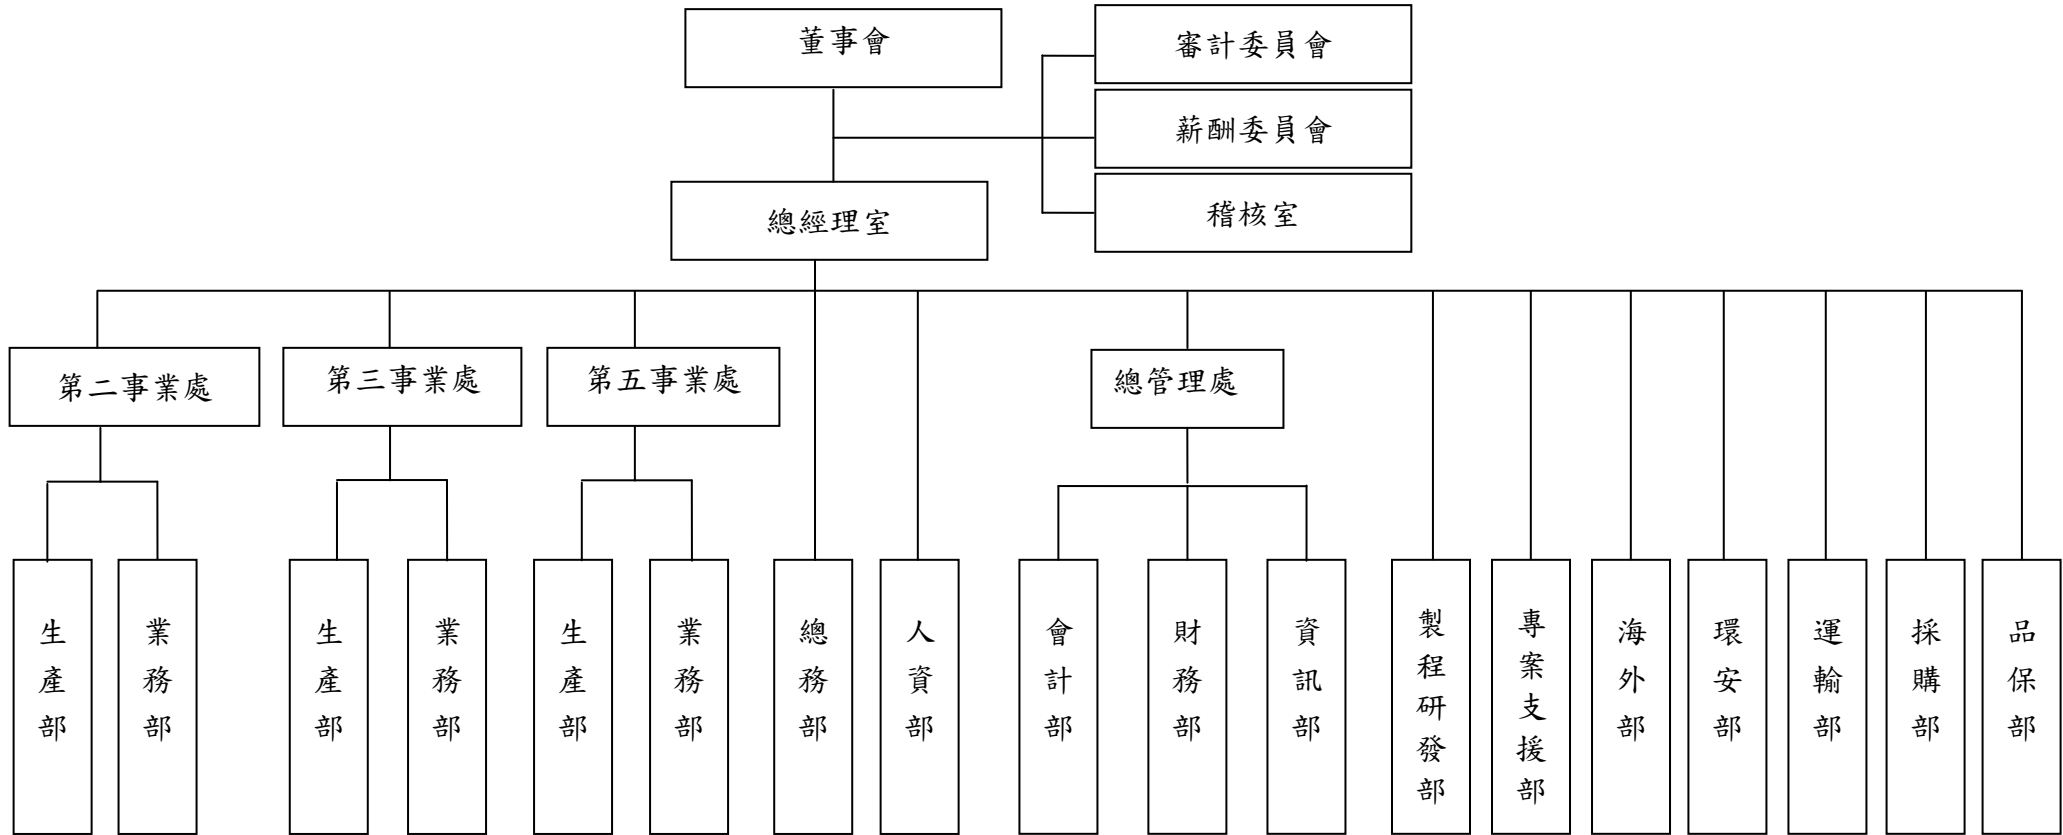 董事會
審計委員會
薪酬委員會
稽核室
總經理室
第二事業處
第三事業處
第五事業處
總管理處
生產部
業務部
生產部
業務部
生產部
業務部
總務部
人資部
會計部
財務部
資訊部
製程研發部
專案支援部
海外部
環安部
運輸部
採購部
品保部